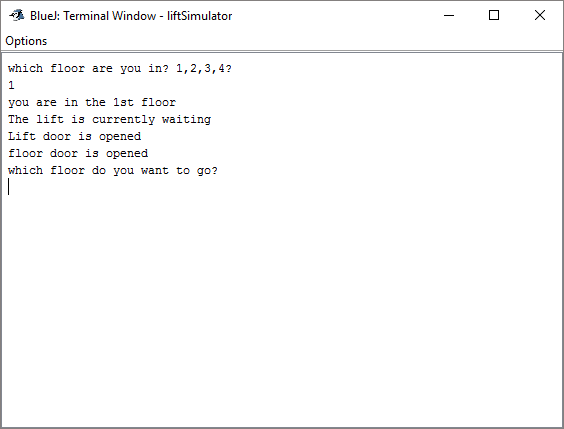 BlueJ: Terminal Window - liftSimulator
Options
which floor are you in? 1,2,3,4?
1
you are in the 1st floor
The lift is currently waiting
Lift door is opened
floor door is opened
which floor do you want to go?